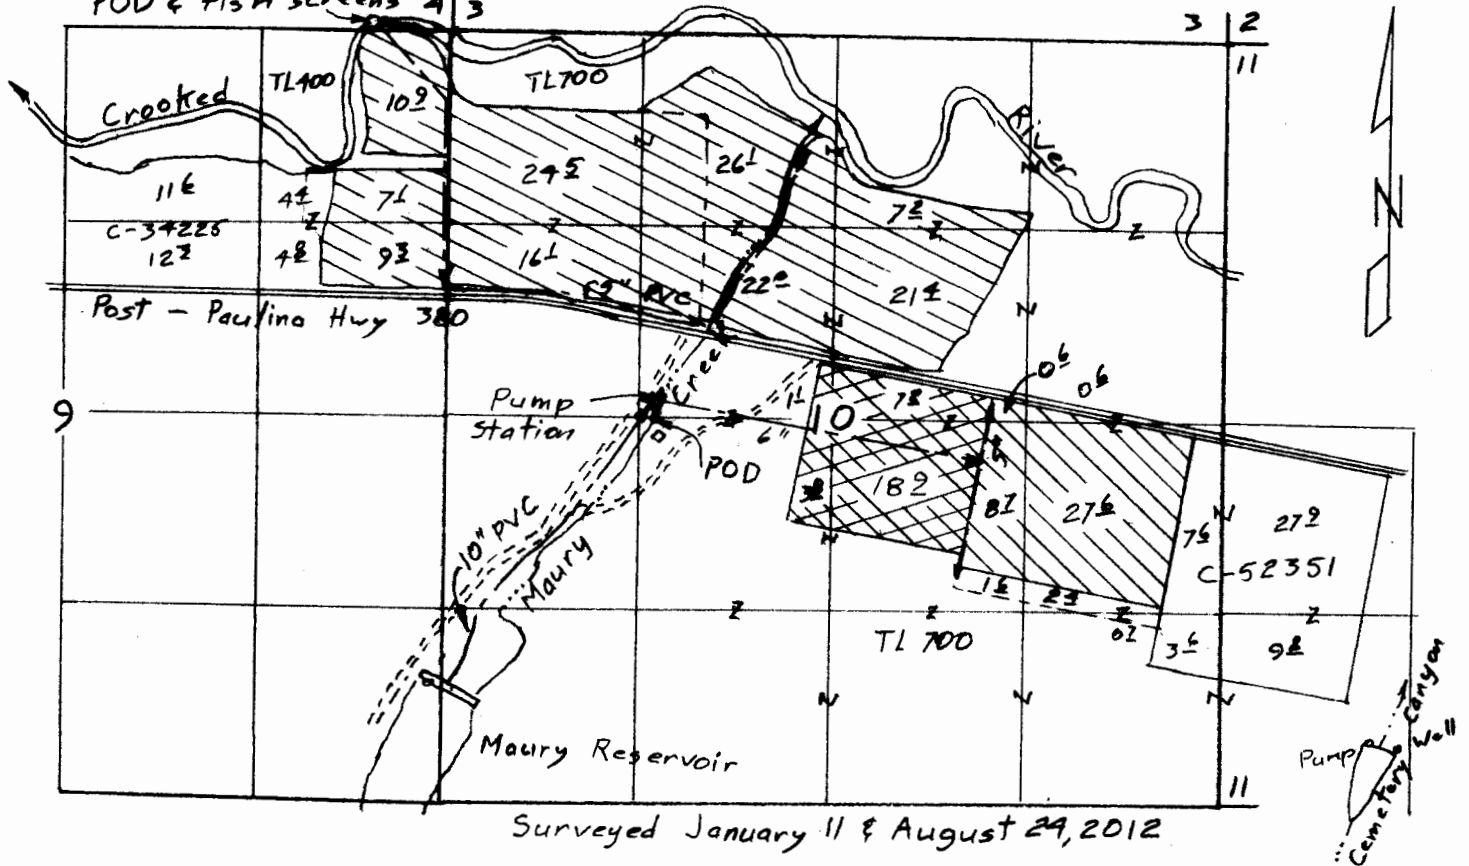 POD & Fish Screens 4 3
3 2
11
TL400
TL700
Crooked
10 9
River
N
24 5
26 1
11 6
4 4
7 1
7 2
C-34225
4 8
9 3
16 1
22 0
21 4
Post - Paulina Hwy 380
12" PVC
Creek
0 6
0 6
9
Pump
Station
1 1
10
7 8
6"
POD
18 9
8 7
27 6
7 6
27 9
C-52351
10" PVC
Maury
1 6
2 4
0 7
TL 700
3 6
9 8
Maury Reservoir
Pump
Well
Cemetery Canyon
11
Surveyed January 11 & August 24, 2012